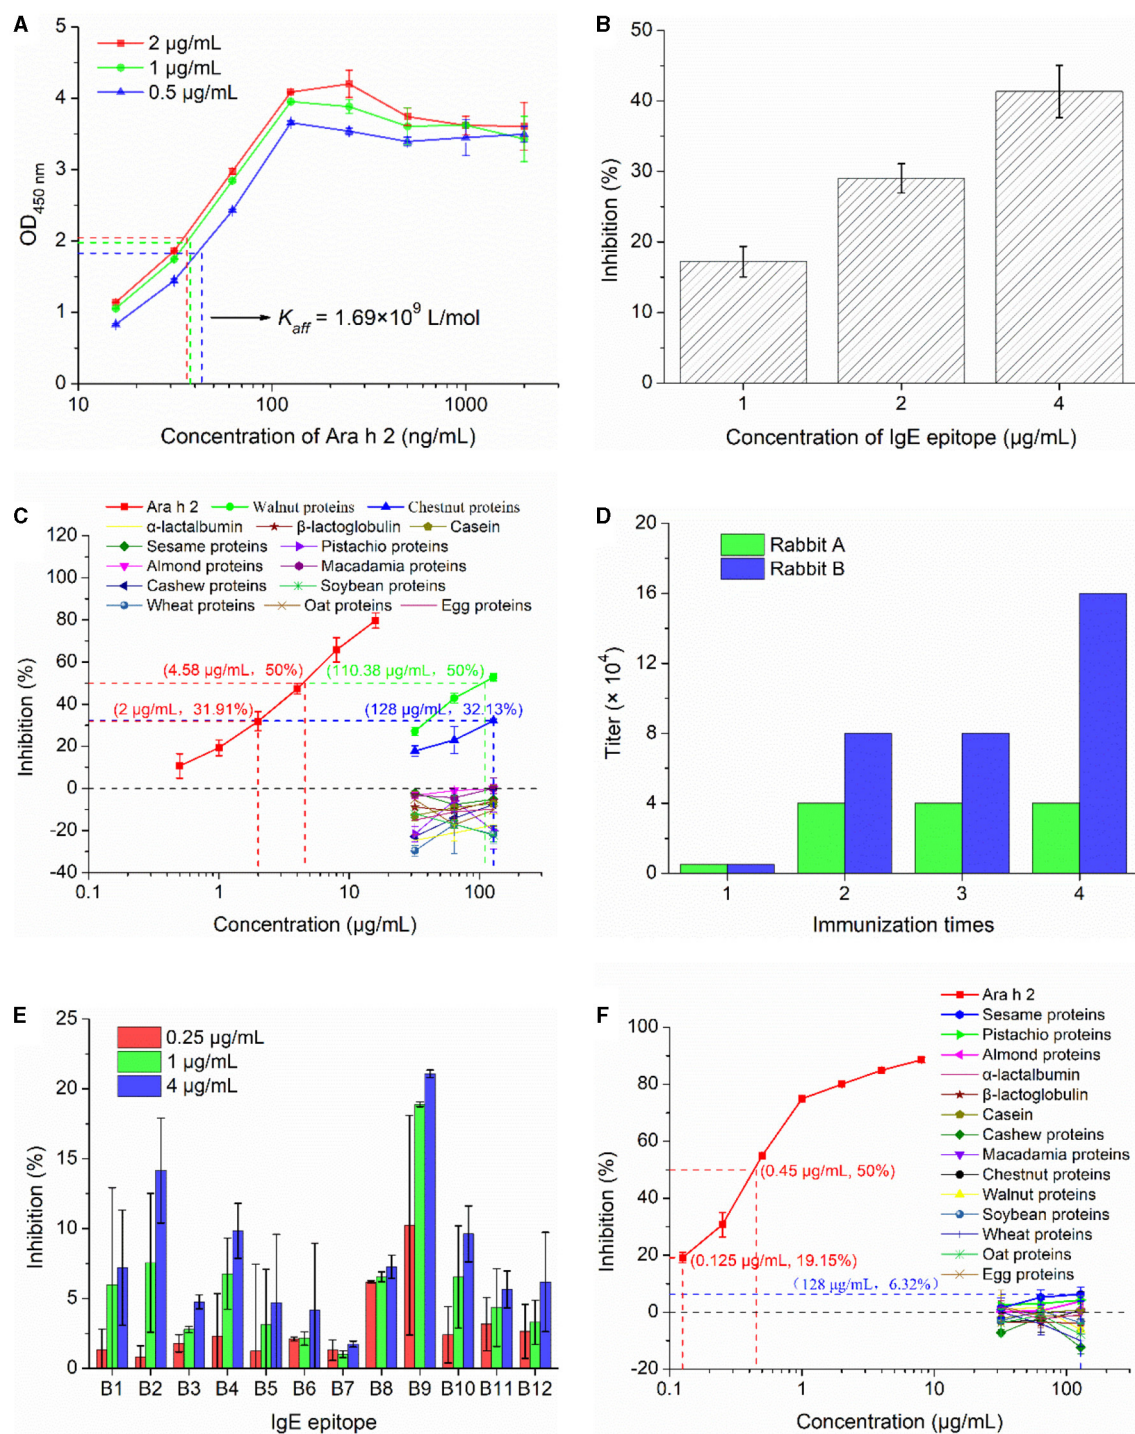 A
5
4
3
2
1
0
OD450 nm
2 µg/mL
1 µg/mL
0.5 µg/mL
Kaff = 1.69×10^9 L/mol
10
100
1000
Concentration of Ara h 2 (ng/mL)
B
50
40
30
20
10
0
Inhibition (%)
1
2
4
Concentration of IgE epitope (µg/mL)
C
Ara h 2 Walnut proteins Chestnut proteins
α-lactalbumin β-lactoglobulin Casein
Sesame proteins Pistachio proteins
Almond proteins Macadamia proteins
Cashew proteins Soybean proteins
Wheat proteins Oat proteins Egg proteins
120
100
80
60
40
20
0
-20
-40
Inhibition (%)
(4.58 µg/mL, 50%)
(110.38 µg/mL, 50%)
(2 µg/mL, 31.91%)
(128 µg/mL, 32.13%)
0.1
1
10
100
Concentration (µg/mL)
D
20
16
12
8
4
0
Titer (× 10^4)
Rabbit A
Rabbit B
1
2
3
4
Immunization times
E
25
20
15
10
5
0
Inhibition (%)
0.25 µg/mL
1 µg/mL
4 µg/mL
B1 B2 B3 B4 B5 B6 B7 B8 B9 B10 B11 B12
IgE epitope
F
100
80
60
40
20
0
-20
Inhibition (%)
Ara h 2
Sesame proteins
Pistachio proteins
Almond proteins
α-lactalbumin
β-lactoglobulin
Casein
Cashew proteins
Macadamia proteins
Chestnut proteins
Walnut proteins
Soybean proteins
Wheat proteins
Oat proteins
Egg proteins
(0.45 µg/mL, 50%)
(0.125 µg/mL, 19.15%)
(128 µg/mL, 6.32%)
0.1
1
10
100
Concentration (µg/mL)